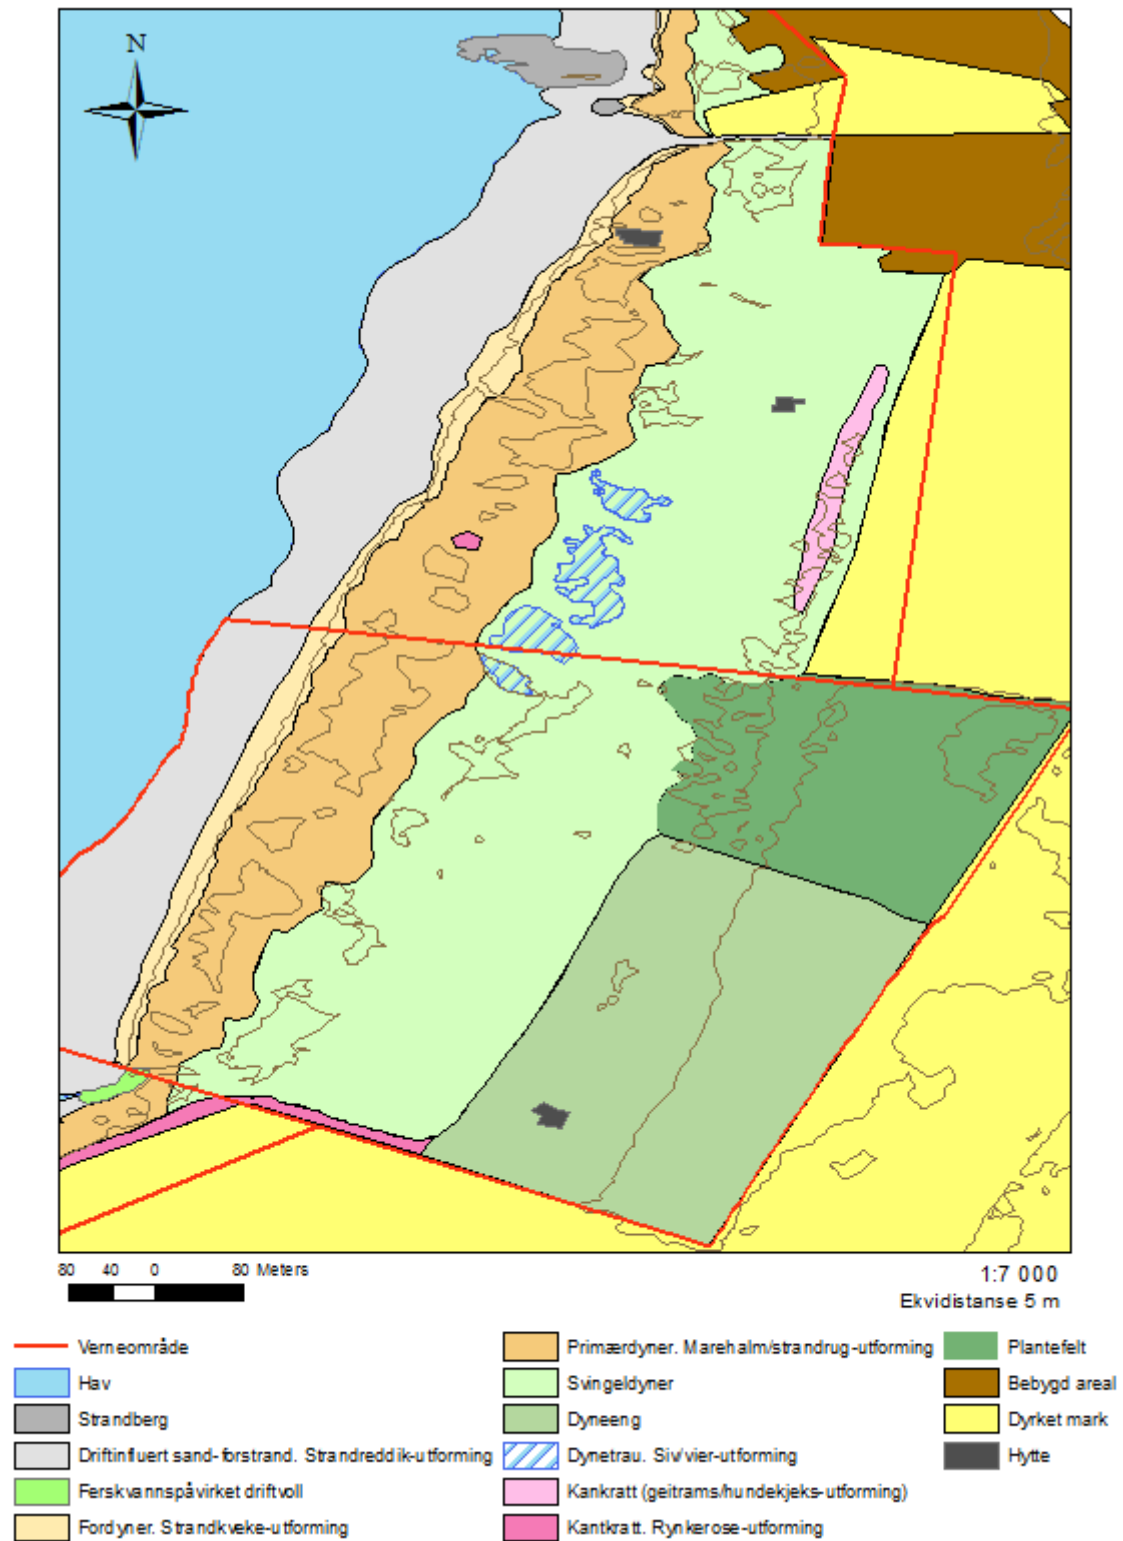 N
80 40 0 80 Meters
1:7 000
Ekvidistanse 5 m
Verneområde
Hav
Strandberg
Driftinfluert sand-forstrand. Strandreddik-utforming
Ferskvannspåvirket driftvoll
Fordyner. Strandkveke-utforming
Primærdyner. Marehalm/strandrug-utforming
Svingeldyner
Dyneeng
Dynetrau. Siv/vier-utforming
Kankratt (geitrams/hundekjeks-utforming)
Kantkratt. Rynkerose-utforming
Plantefelt
Bebygd areal
Dyrket mark
Hytte